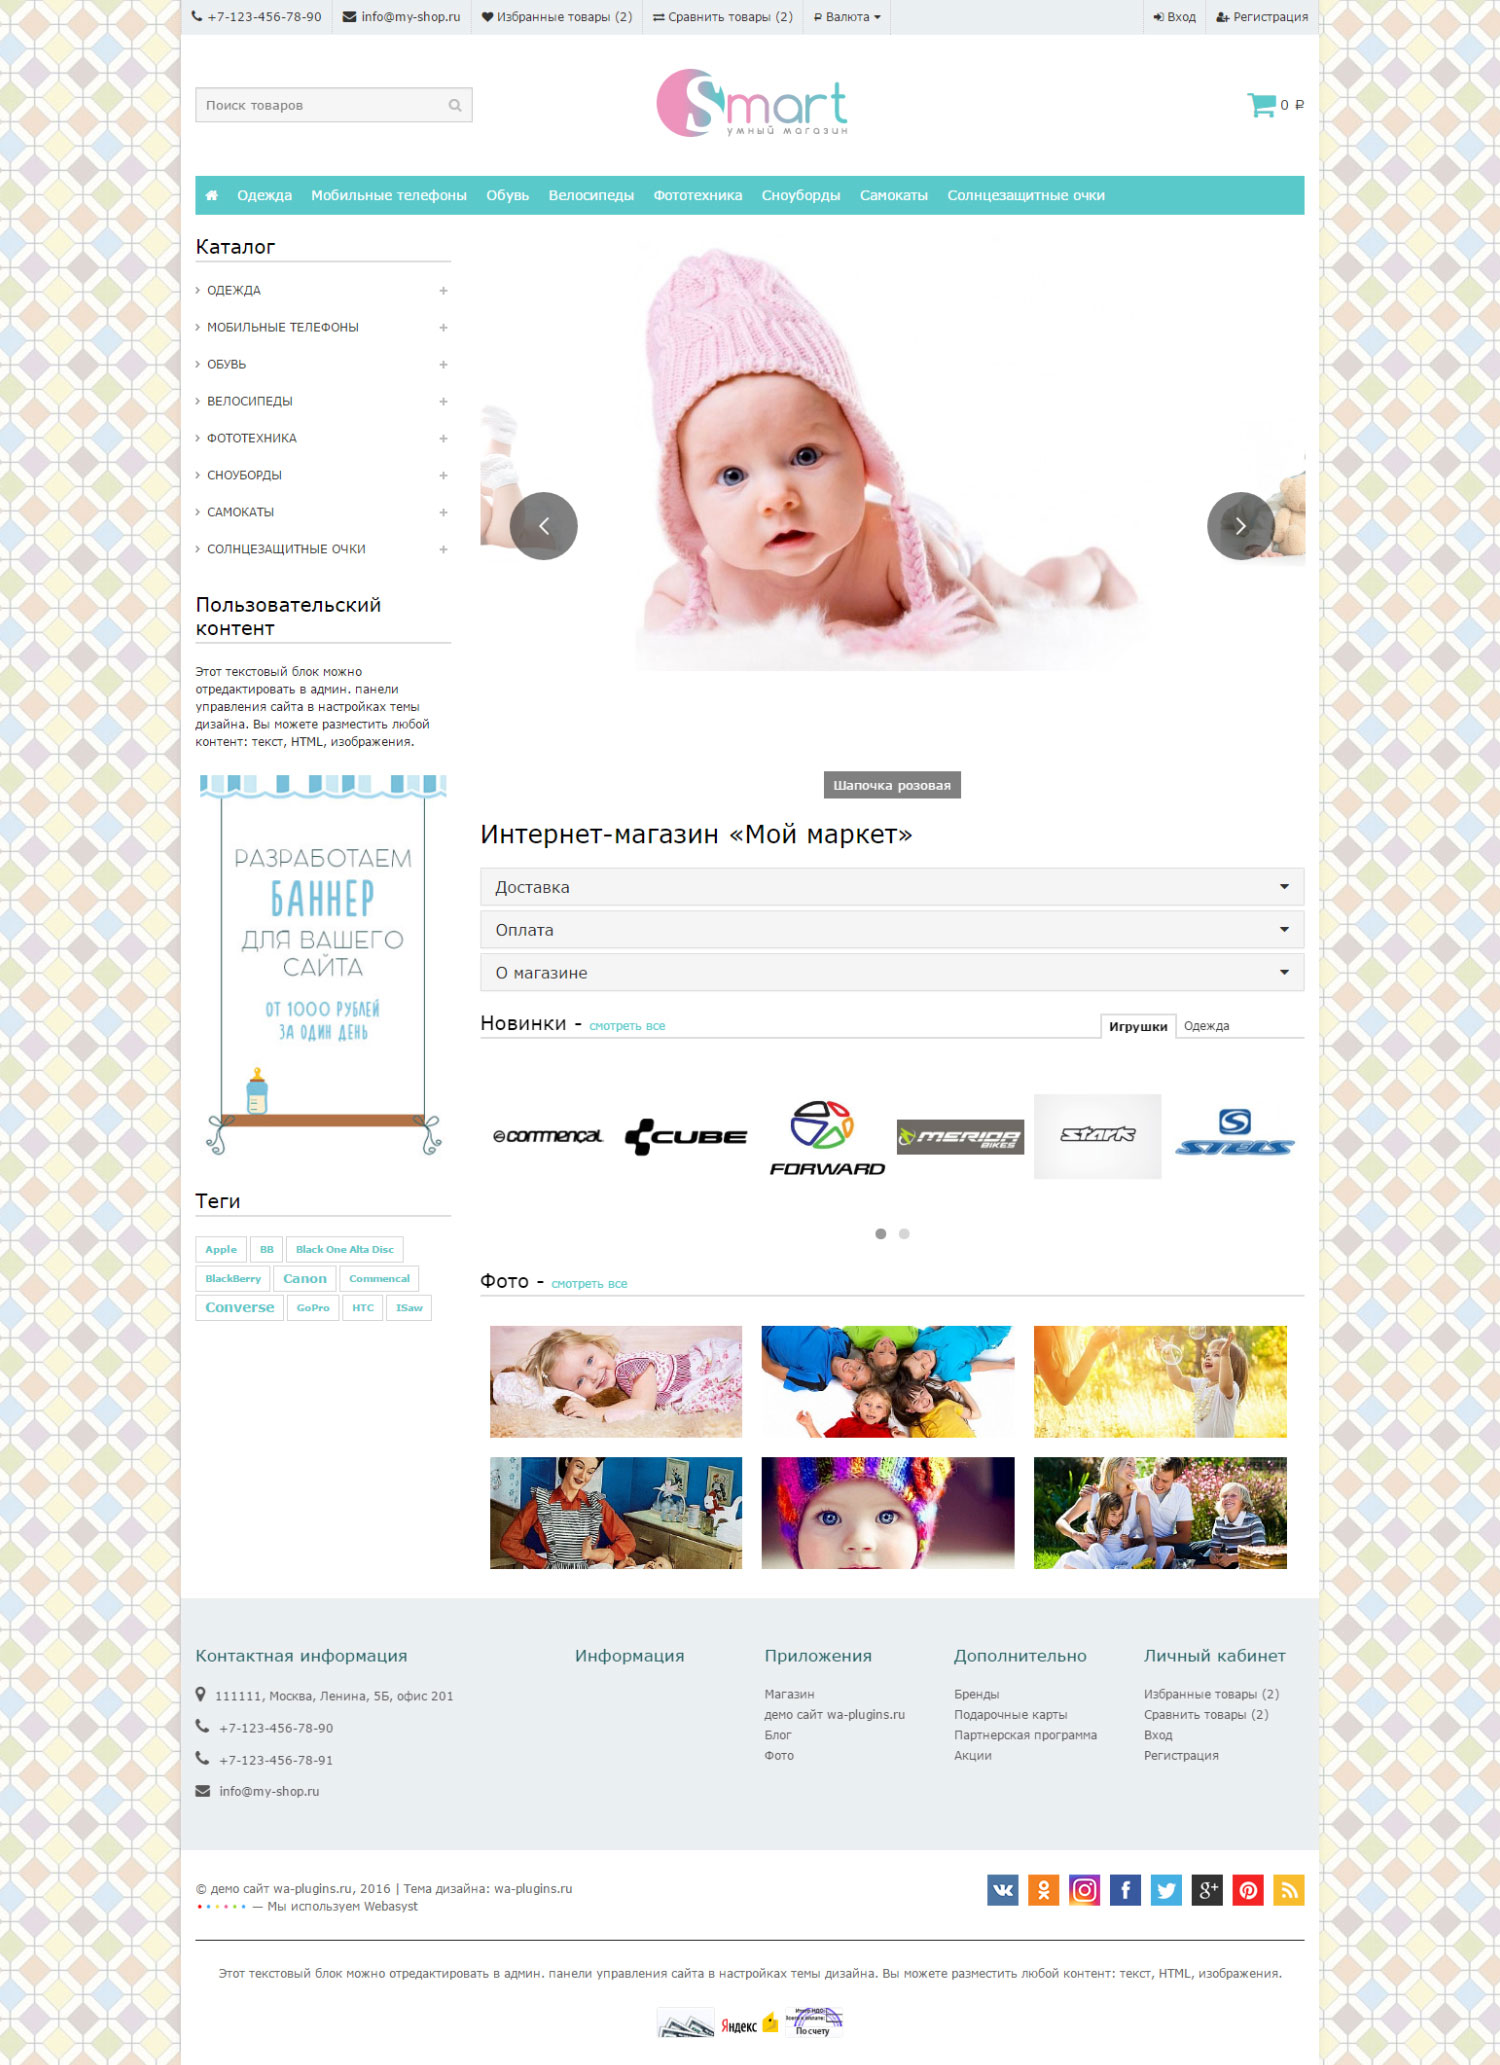 +7-123-456-78-90 info@my-shop.ru Избранные товары (2) Сравнить товары (2) ₽ Валюта Вход Регистрация
Поиск товаров
Smart
умный магазин
0 ₽
Одежда Мобильные телефоны Обувь Велосипеды Фототехника Сноуборды Самокаты Солнцезащитные очки
Каталог
ОДЕЖДА +
МОБИЛЬНЫЕ ТЕЛЕФОНЫ +
ОБУВЬ +
ВЕЛОСИПЕДЫ +
ФОТОТЕХНИКА +
СНОУБОРДЫ +
САМОКАТЫ +
СОЛНЦЕЗАЩИТНЫЕ ОЧКИ +
Пользовательский
контент
Этот текстовый блок можно
отредактировать в админ. панели
управления сайта в настройках темы
дизайна. Вы можете разместить любой
контент: текст, HTML, изображения.
РАЗРАБОТАЕМ
БАННЕР
ДЛЯ ВАШЕГО
САЙТА
ОТ 1000 РУБЛЕЙ
ЗА ОДИН ДЕНЬ
Теги
Apple BB Black One Alta Disc
BlackBerry Canon Commencal
Converse GoPro HTC ISaw
Шапочка розовая
Интернет-магазин «Мой маркет»
Доставка
Оплата
О магазине
Новинки - смотреть все Игрушки Одежда
COMMENCAL
CUBE
FORWARD
MERIDA
BIKES
STARK
S
STELS
Фото - смотреть все
Контактная информация
111111, Москва, Ленина, 5Б, офис 201
+7-123-456-78-90
+7-123-456-78-91
info@my-shop.ru
Информация
Приложения
Магазин
демо сайт wa-plugins.ru
Блог
Фото
Дополнительно
Бренды
Подарочные карты
Партнерская программа
Акции
Личный кабинет
Избранные товары (2)
Сравнить товары (2)
Вход
Регистрация
© демо сайт wa-plugins.ru, 2016 | Тема дизайна: wa-plugins.ru
— Мы используем Webasyst
Этот текстовый блок можно отредактировать в админ. панели управления сайта в настройках темы дизайна. Вы можете разместить любой контент: текст, HTML, изображения.
Яндекс
По счету